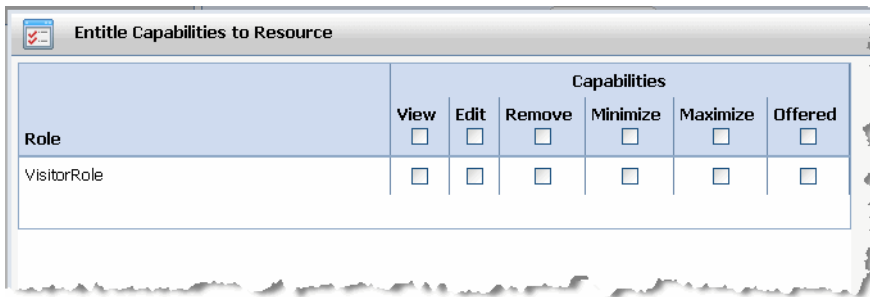 Entitle Capabilities to Resource
Capabilities
View Edit Remove Minimize Maximize Offered
Role
VisitorRole